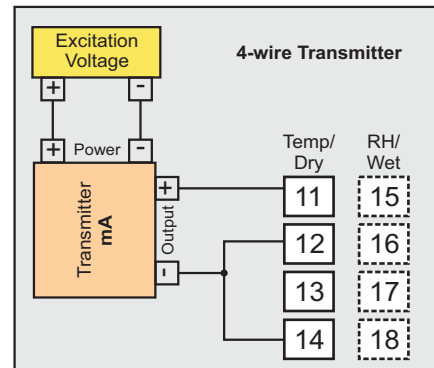 Excitation
Voltage
4-wire Transmitter
+ -
+ Power -
Temp/
Dry
RH/
Wet
Transmitter
mA
+
Output
-
11 15
12 16
13 17
14 18